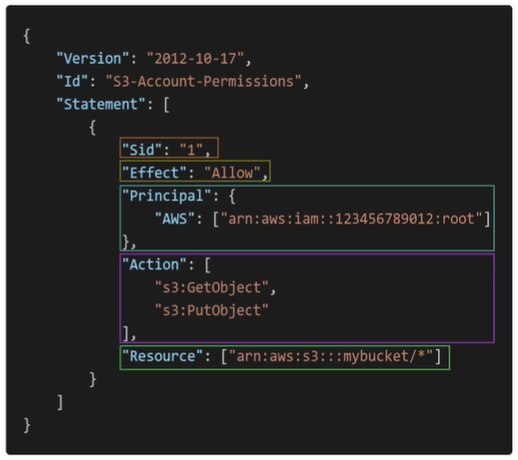 {
    "Version": "2012-10-17",
    "Id": "S3-Account-Permissions",
    "Statement": [
        {
            "Sid": "1",
            "Effect": "Allow",
            "Principal": {
                "AWS": ["arn:aws:iam::123456789012:root"]
            },
            "Action": [
                "s3:GetObject",
                "s3:PutObject"
            ],
            "Resource": ["arn:aws:s3:::mybucket/*"]
        }
    ]
}